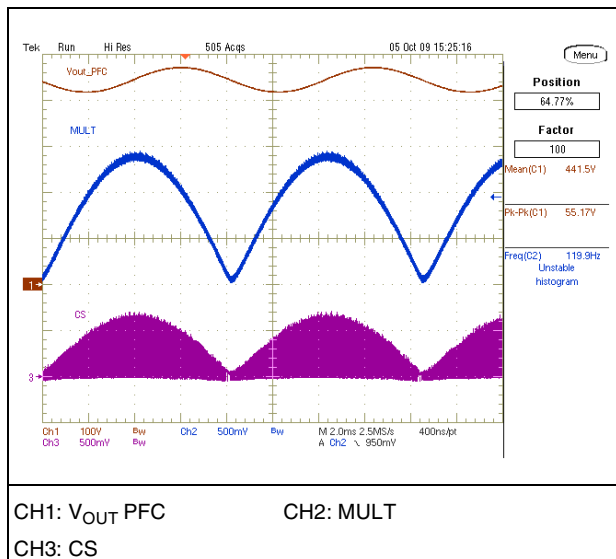 Tek Run Hi Res 505 Acqs 05 Oct 09 15:25:16
Menu
Vout_PFC
Position
64.77%
MULT
Factor
100
Mean(C1) 441.5V
Pk-Pk(C1) 55.17V
Freq(C2) 119.9Hz
Unstable
histogram
1
CS
3
Ch1 100V Bw Ch2 500mV Bw M 2.0ms 2.5MS/s 400ns/pt
Ch3 500mV Bw A Ch2 ∖ 950mV
CH1: VOUT PFC CH2: MULT
CH3: CS